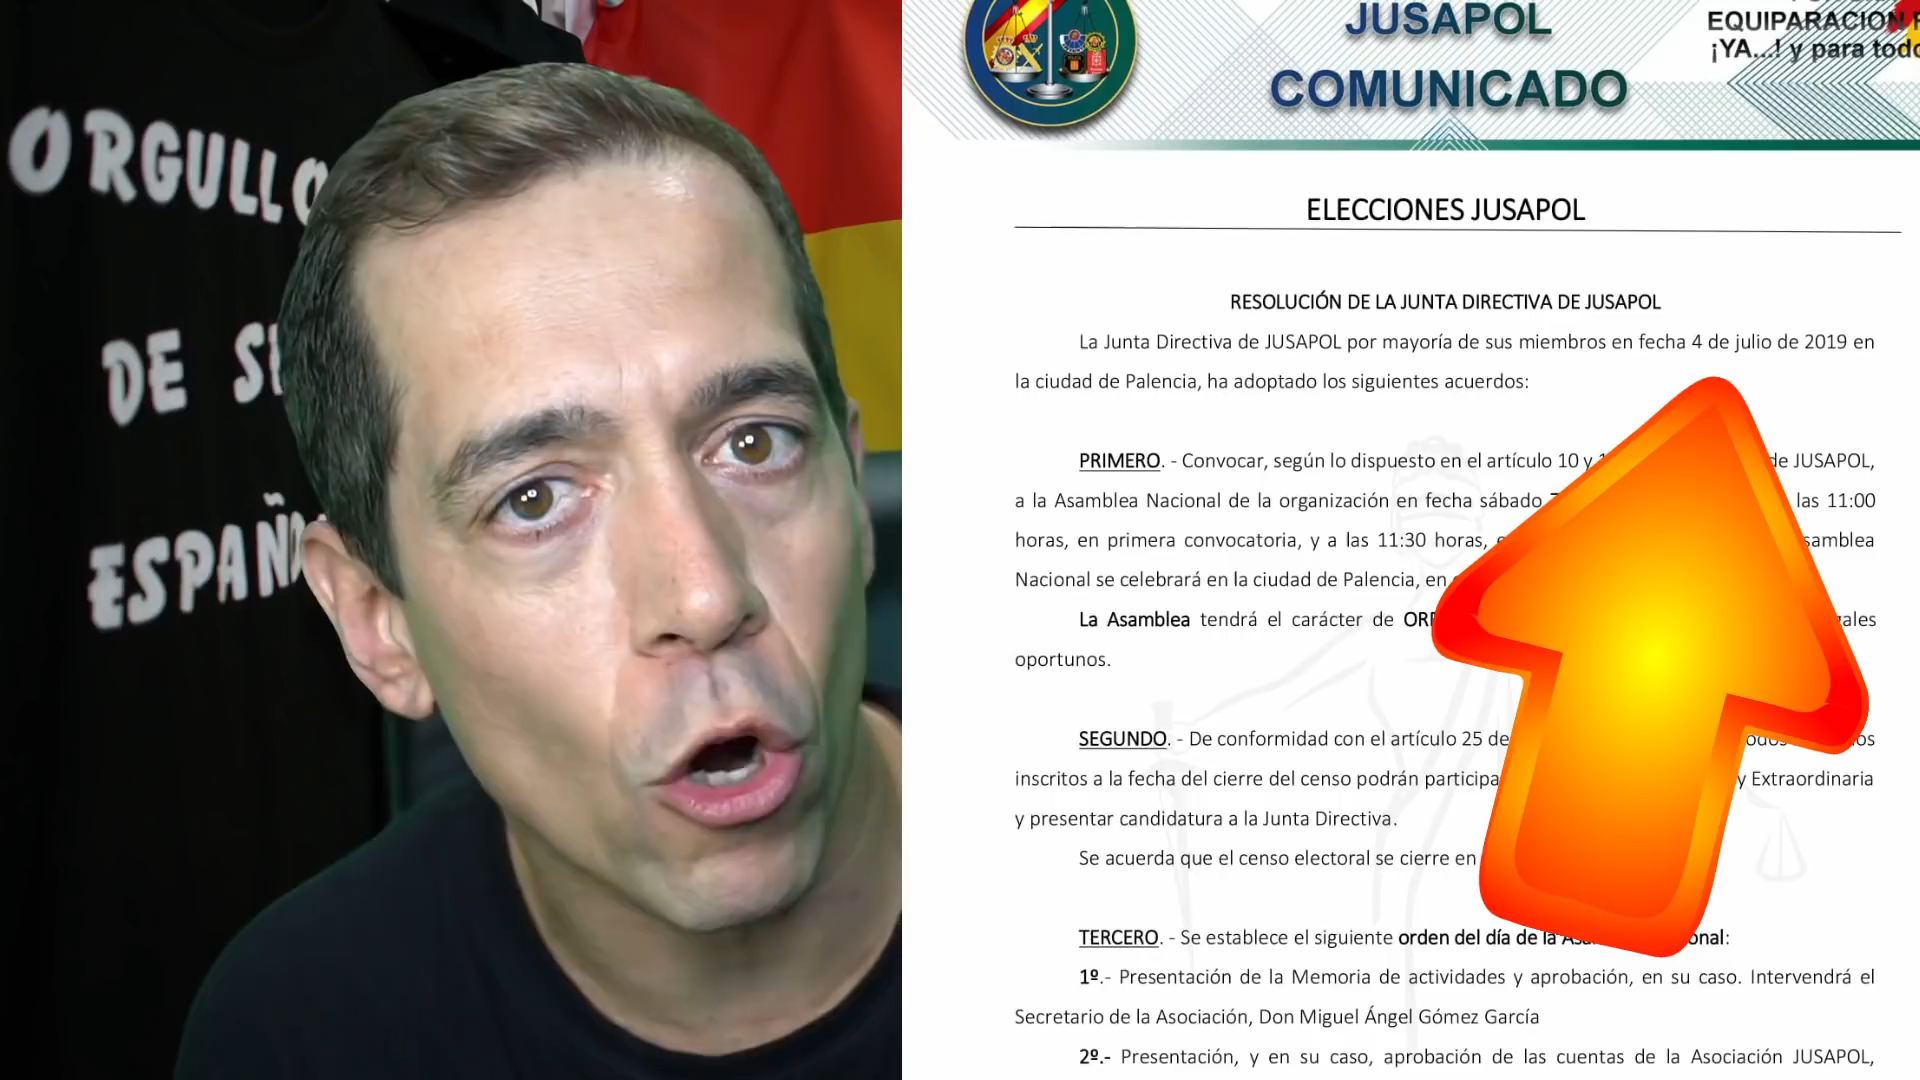 ORGULLO
DE
ESPAÑ
JUSAPOL
COMUNICADO
EQUIPARACION
¡YA...! y para todo
ELECCIONES JUSAPOL
RESOLUCIÓN DE LA JUNTA DIRECTIVA DE JUSAPOL
La Junta Directiva de JUSAPOL por mayoría de sus miembros en fecha 4 de julio de 2019 en
la ciudad de Palencia, ha adoptado los siguientes acuerdos:
PRIMERO. - Convocar, según lo dispuesto en el artículo 10 y de JUSAPOL,
a la Asamblea Nacional de la organización en fecha sábado las 11:00
horas, en primera convocatoria, y a las 11:30 horas, samblea
Nacional se celebrará en la ciudad de Palencia, en
La Asamblea tendrá el carácter de gales
oportunos.
SEGUNDO. - De conformidad con el artículo 25 de
inscritos a la fecha del cierre del censo podrán participa y Extraordinaria
y presentar candidatura a la Junta Directiva.
Se acuerda que el censo electoral se cierre en
TERCERO. - Se establece el siguiente orden del día de la onal:
1º.- Presentación de la Memoria de actividades y aprobación, en su caso. Intervendrá el
Secretario de la Asociación, Don Miguel Ángel Gómez García
2º.- Presentación, y en su caso, aprobación de las cuentas de la Asociación JUSAPOL,